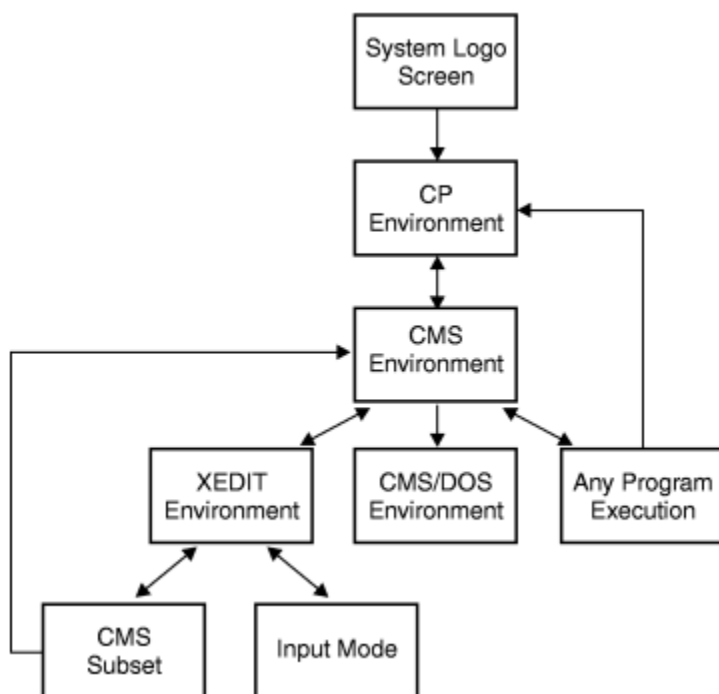 System Logo
Screen
CP
Environment
CMS
Environment
XEDIT
Environment
CMS/DOS
Environment
Any Program
Execution
CMS
Subset
Input Mode